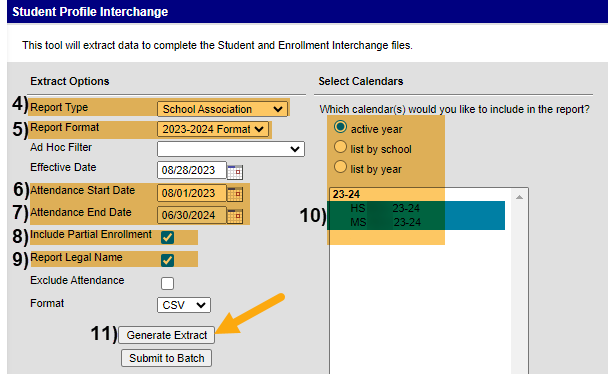 Student Profile Interchange
This tool will extract data to complete the Student and Enrollment Interchange files.
Extract Options
4) Report Type School Association
5) Report Format 2023-2024 Format
Ad Hoc Filter
Effective Date 08/28/2023
6) Attendance Start Date 08/01/2023
7) Attendance End Date 06/30/2024
8) Include Partial Enrollment
9) Report Legal Name
Exclude Attendance
Format CSV
11) Generate Extract
Submit to Batch
Select Calendars
Which calendar(s) would you like to include in the report?
active year
list by school
list by year
23-24
10) HS 23-24
MS 23-24